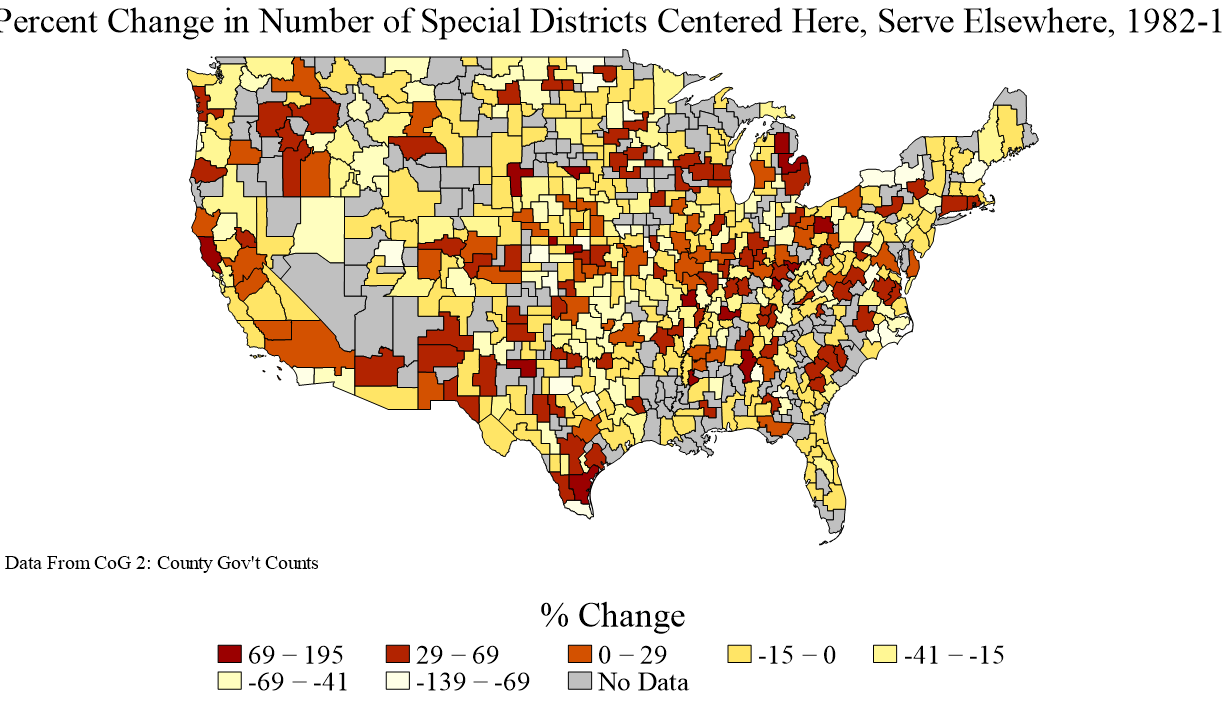 Percent Change in Number of Special Districts Centered Here, Serve Elsewhere, 1982-1
Data From CoG 2: County Gov't Counts
% Change
69 – 195 29 – 69 0 – 29 -15 – 0 -41 – -15
-69 – -41 -139 – -69 No Data